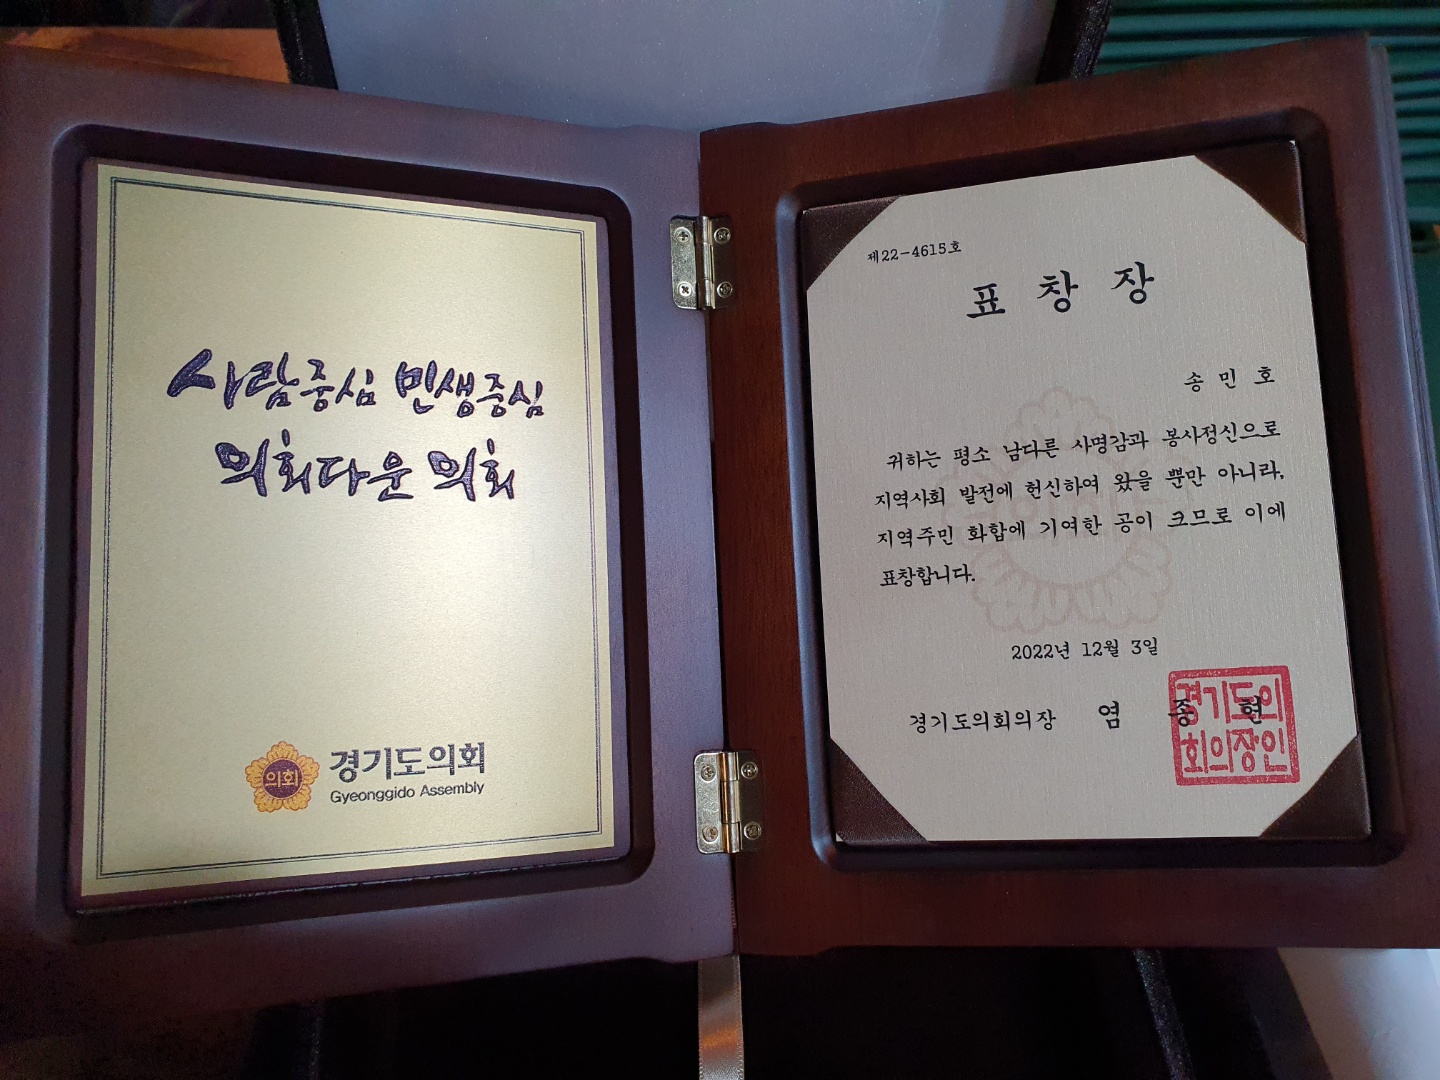 사람중심 민생중심
의회다운 의회
의회
경기도의회
Gyeonggido Assembly
제22-4615호
표 창 장
송 민 호
귀하는 평소 남다른 사명감과 봉사정신으로
지역사회 발전에 헌신하여 왔을 뿐만 아니라,
지역주민 화합에 기여한 공이 크므로 이에
표창합니다.
2022년 12월 3일
경기도의회의장 염 종 현
경기도의
회의장인